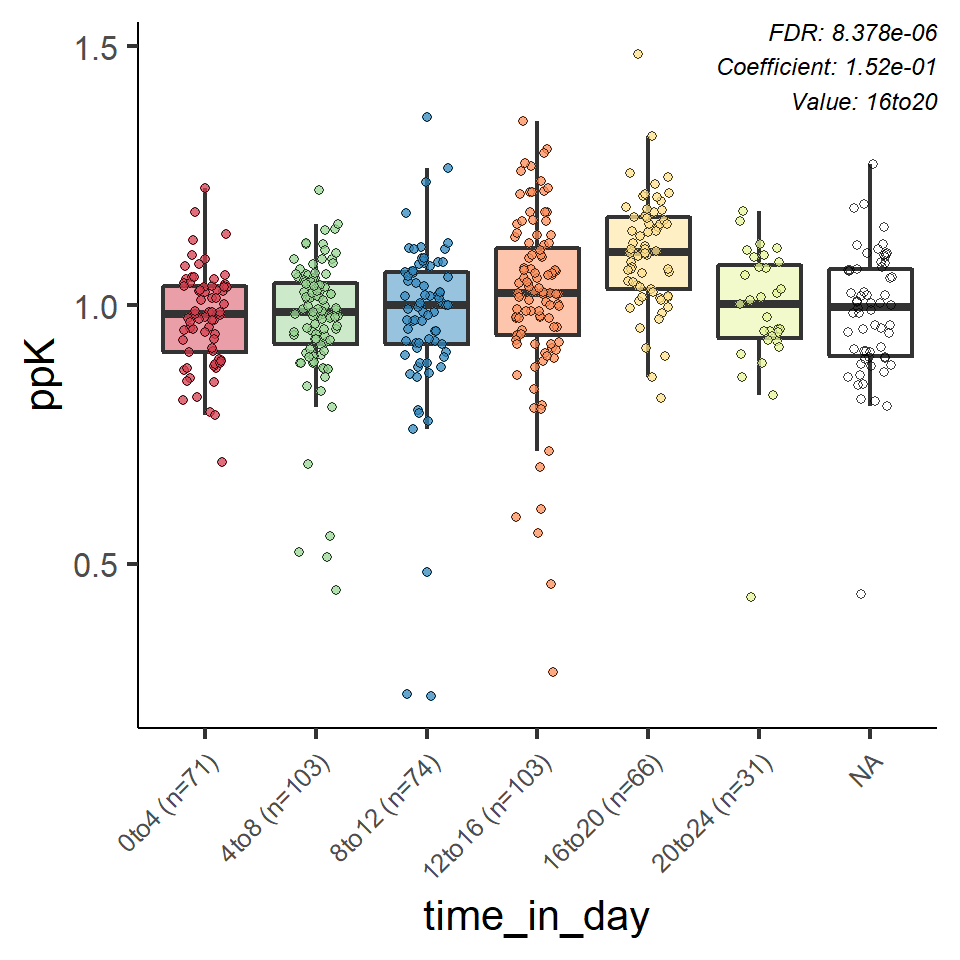 FDR: 8.378e-06
Coefficient: 1.52e-01
Value: 16to20
1.5
1.0
0.5
ppK
0to4 (n=71)
4to8 (n=103)
8to12 (n=74)
12to16 (n=103)
16to20 (n=66)
20to24 (n=31)
NA
time_in_day